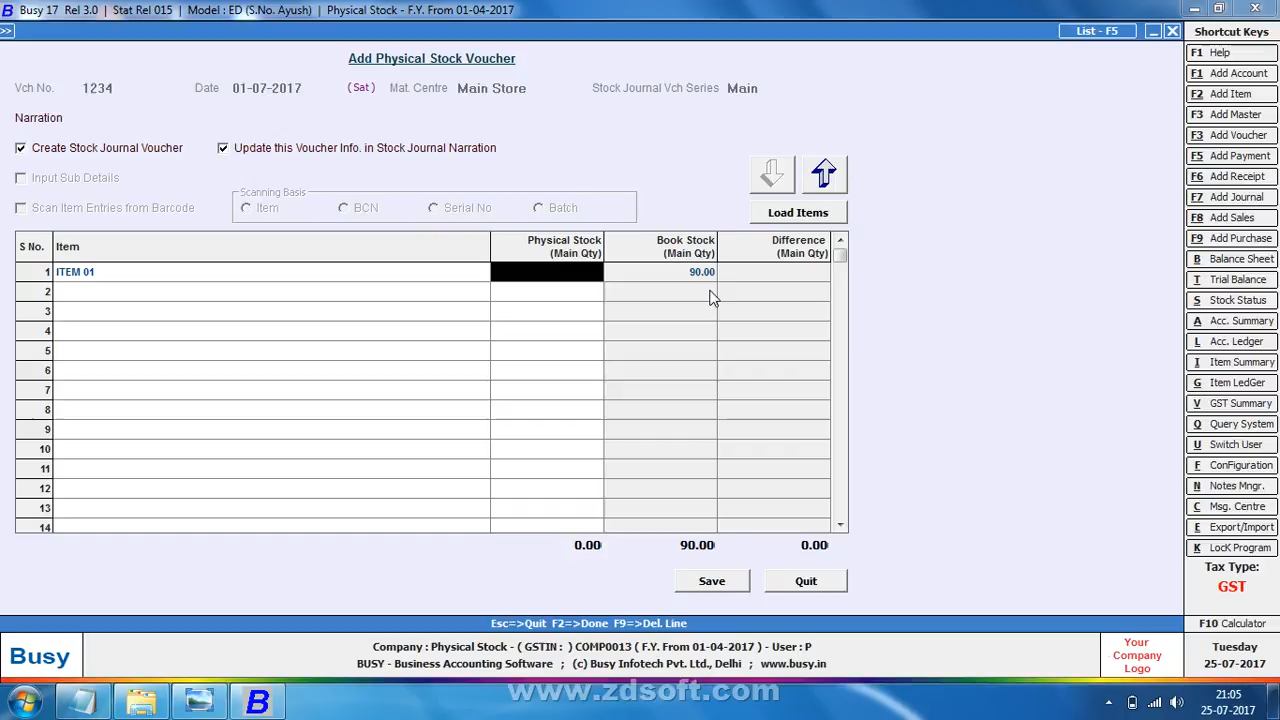 Busy 17 Rel 3.0 | Stat Rel 015 | Model : ED (S.No. Ayush) | Physical Stock - F.Y. From 01-04-2017
>> List - F5
Shortcut Keys
Add Physical Stock Voucher
Vch No. 1234 Date 01-07-2017 (Sat) Mat. Centre Main Store Stock Journal Vch Series Main
Narration
Create Stock Journal Voucher Update this Voucher Info. in Stock Journal Narration
Input Sub Details
Scan Item Entries from Barcode
Scanning Basis
Item BCN Serial No. Batch
Load Items
S No. Item Physical Stock (Main Qty) Book Stock (Main Qty) Difference (Main Qty)
1 ITEM 01 90.00
2
3
4
5
6
7
8
9
10
11
12
13
14
0.00 90.00 0.00
Save Quit
Esc=>Quit F2=>Done F9=>Del. Line
F1 Help
F1 Add Account
F2 Add Item
F3 Add Master
F3 Add Voucher
F5 Add Payment
F6 Add Receipt
F7 Add Journal
F8 Add Sales
F9 Add Purchase
B Balance Sheet
T Trial Balance
S Stock Status
A Acc. Summary
L Acc. Ledger
I Item Summary
G Item LedGer
V GST Summary
Q Query System
U Switch User
F ConFiguration
N Notes Mngr.
C Msg. Centre
E Export/Import
K LocK Program
Tax Type:
GST
F10 Calculator
Busy
Company : Physical Stock - ( GSTIN : ) COMP0013 ( F.Y. From 01-04-2017 ) - User : P
BUSY - Business Accounting Software ; (c) Busy Infotech Pvt. Ltd., Delhi ; www.busy.in
Your
Company
Logo
Tuesday
25-07-2017
www.zdsoft.com
21:05
25-07-2017